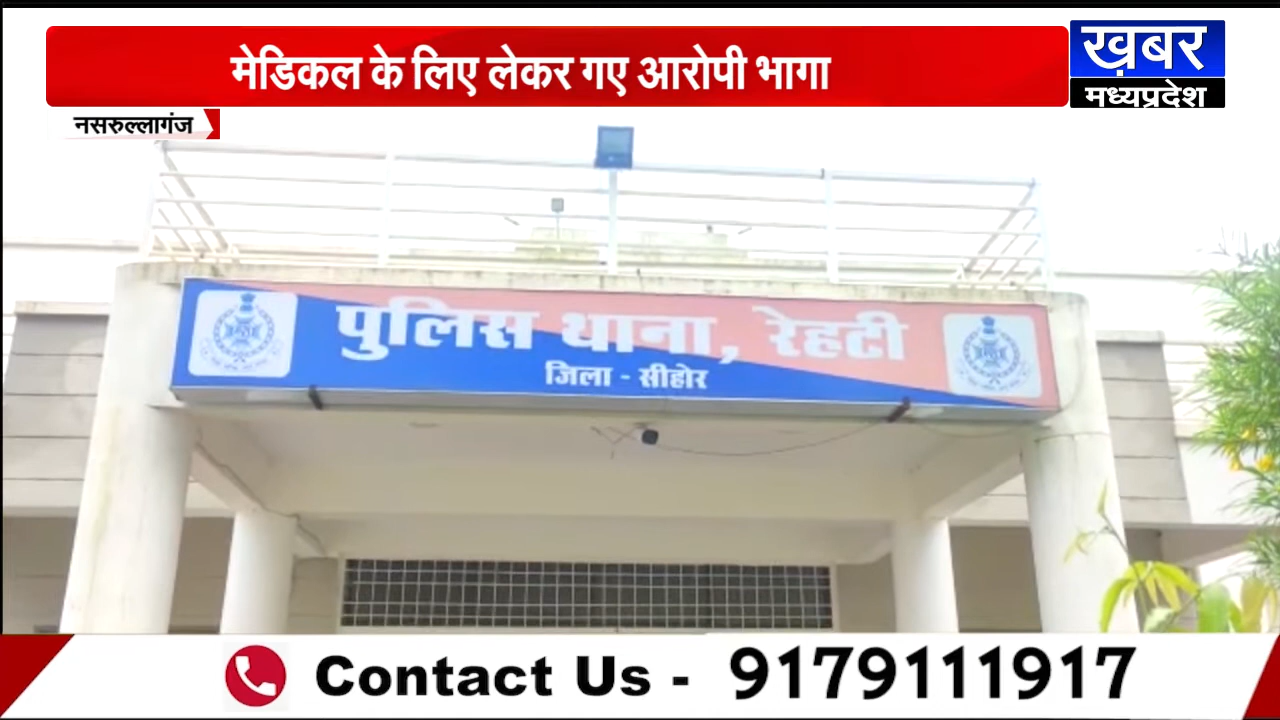 मेडिकल के लिए लेकर गए आरोपी भागा
ख़बर
मध्यप्रदेश
नसरुल्लागंज
पुलिस थाना, रेहटी
जिला - सीहोर
Contact Us - 9179111917